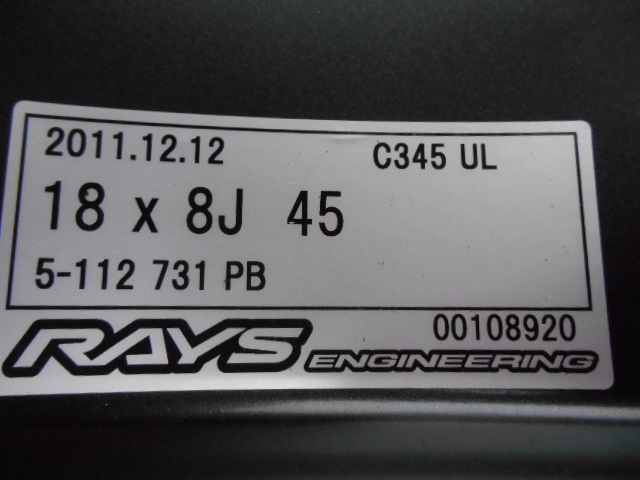 2011.12.12 C345 UL
18 x 8J 45
5-112 731 PB
00108920
RAYS ENGINEERING